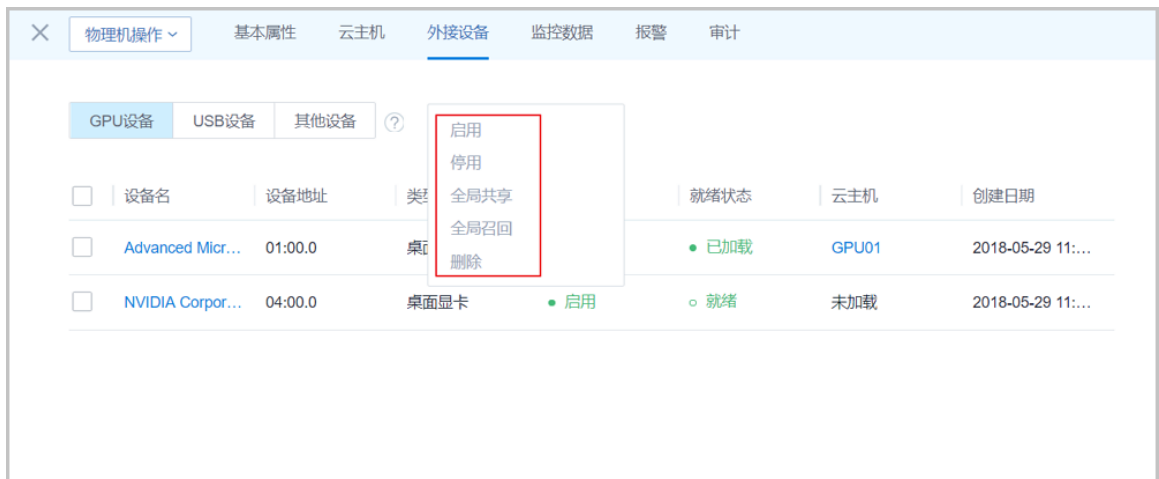 物理机操作 基本属性 云主机 外接设备 监控数据 报警 审计
GPU设备 USB设备 其他设备 ?
启用
停用
全局共享
全局召回
删除
设备名 设备地址 类型 就绪状态 云主机 创建日期
Advanced Micr... 01:00.0 已加载 GPU01 2018-05-29 11:...
NVIDIA Corpor... 04:00.0 桌面显卡 启用 就绪 未加载 2018-05-29 11:...